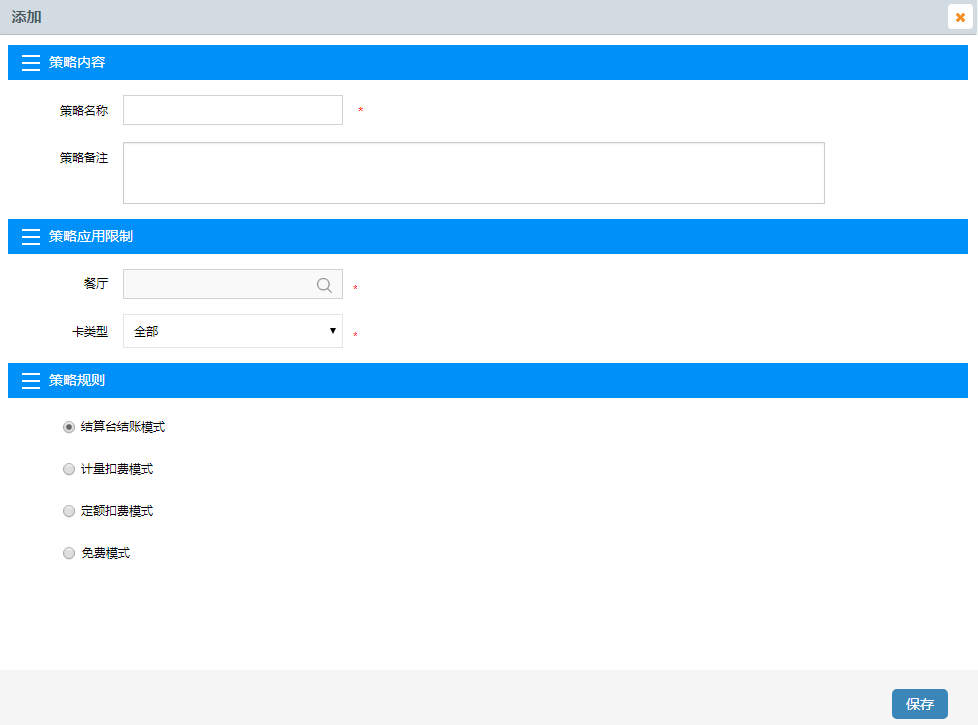 添加
策略内容
策略名称 *
策略备注
策略应用限制
餐厅 *
卡类型 全部 *
策略规则
结算台结账模式
计量扣费模式
定额扣费模式
免费模式
保存